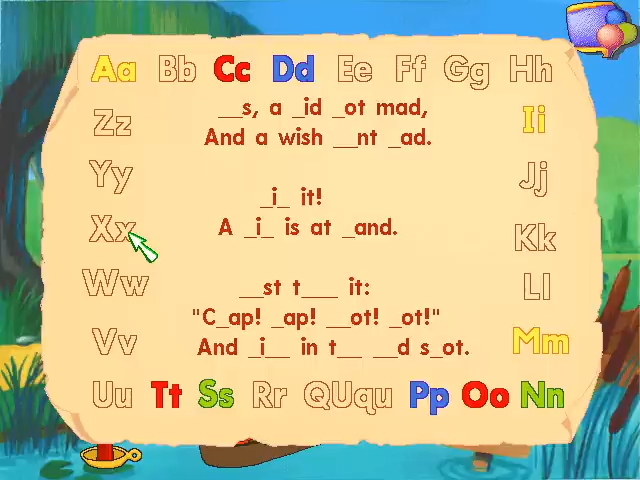 Aa Bb Cc Dd Ee Ff Gg Hh
Zz
__s, a _id _ot mad,
Ii
And a wish __nt _ad.
Yy
Jj
_i_ it!
Xx
A _i_ is at _and.
Kk
Ww
__st t___ it:
Ll
"C_ap! _ap! __ot! _ot!"
Vv
And _i__ in t__ __d s_ot.
Mm
Uu Tt Ss Rr QUqu Pp Oo Nn